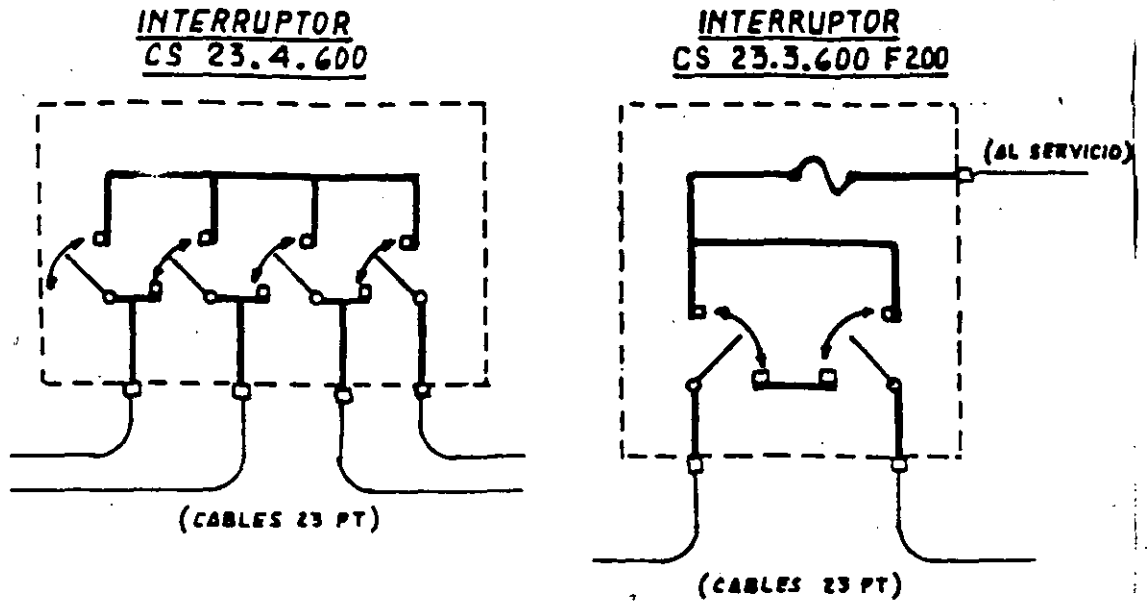 INTERRUPTOR
CS 23.4.600
(CABLES 23 PT)
INTERRUPTOR
CS 23.3.600 F200
(AL SERVICIO)
(CABLES 23 PT)